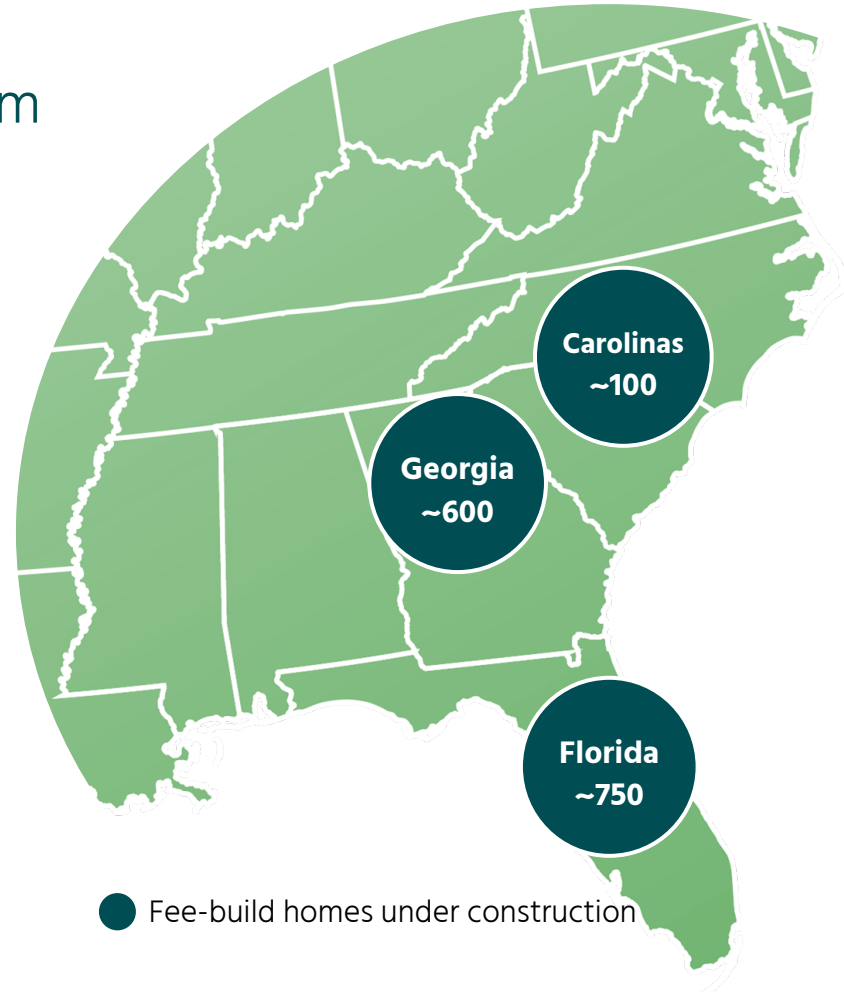 m
Carolinas
~100
Georgia
~600
Florida
~750
Fee-build homes under construction